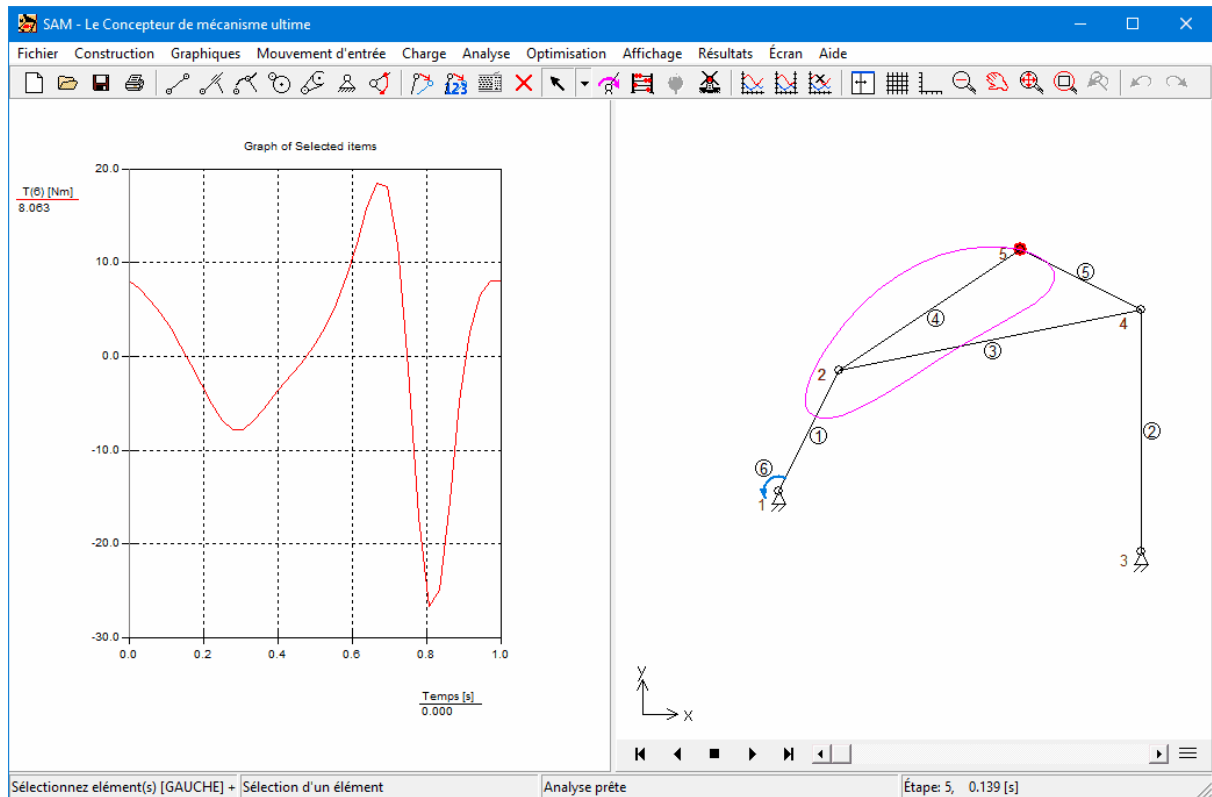 SAM - Le Concepteur de mécanisme ultime
Fichier Construction Graphiques Mouvement d'entrée Charge Analyse Optimisation Affichage Résultats Écran Aide
123
Graph of Selected items
T(6) [Nm]
8.063
20.0
10.0
0.0
-10.0
-20.0
-30.0
0.0 0.2 0.4 0.6 0.8 1.0
Temps [s]
0.000
5
5
4
4
3
2
1
2
6
1
3
y
x
Sélectionnez elément(s) [GAUCHE] + Sélection d'un élément Analyse prête Étape: 5, 0.139 [s]